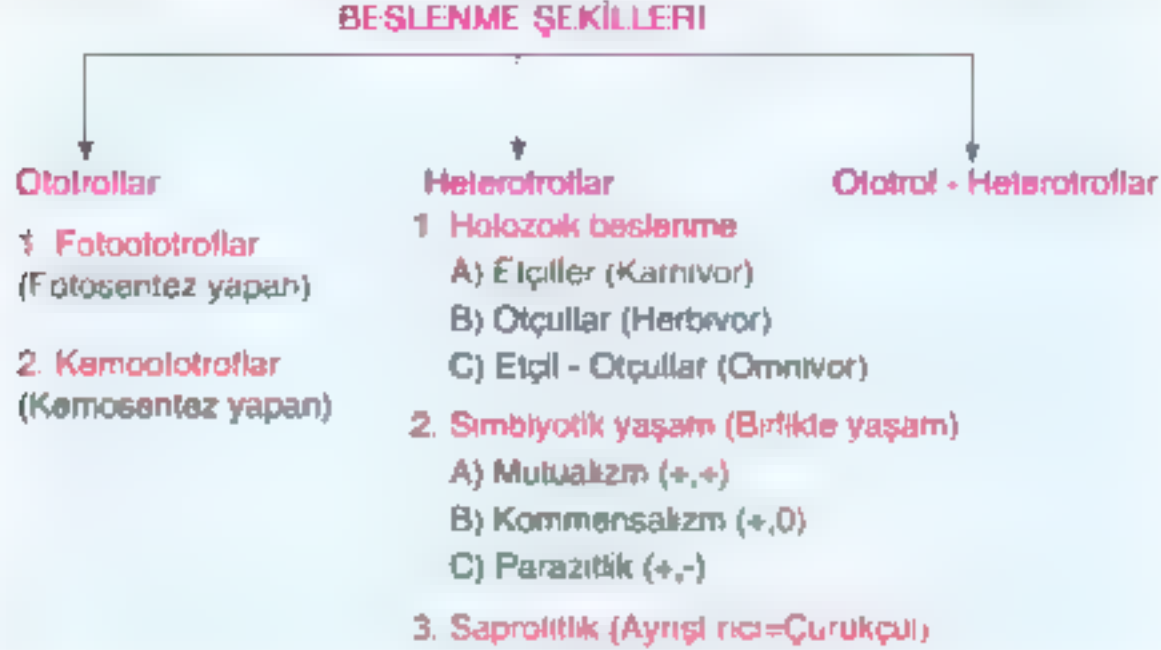 BESLENME ŞEKİLLERİ
Ototroflar
1. Fotoototroflar
(Fotosentez yapan)
2. Kemoototroflar
(Kemosentez yapan)
Heterotroflar
1. Holozoik beslenme
A) Etçiller (Karnivor)
B) Otçullar (Herbivor)
C) Etçil - Otçullar (Omnivor)
2. Simbiyotik yaşam (Birlikte yaşam)
A) Mutualizm (+,+)
B) Kommensalizm (+,0)
C) Parazitlik (+,-)
3. Saprofitlik (Ayrıştırıcı=Çürükçül)
Ototrof - Heterotroflar